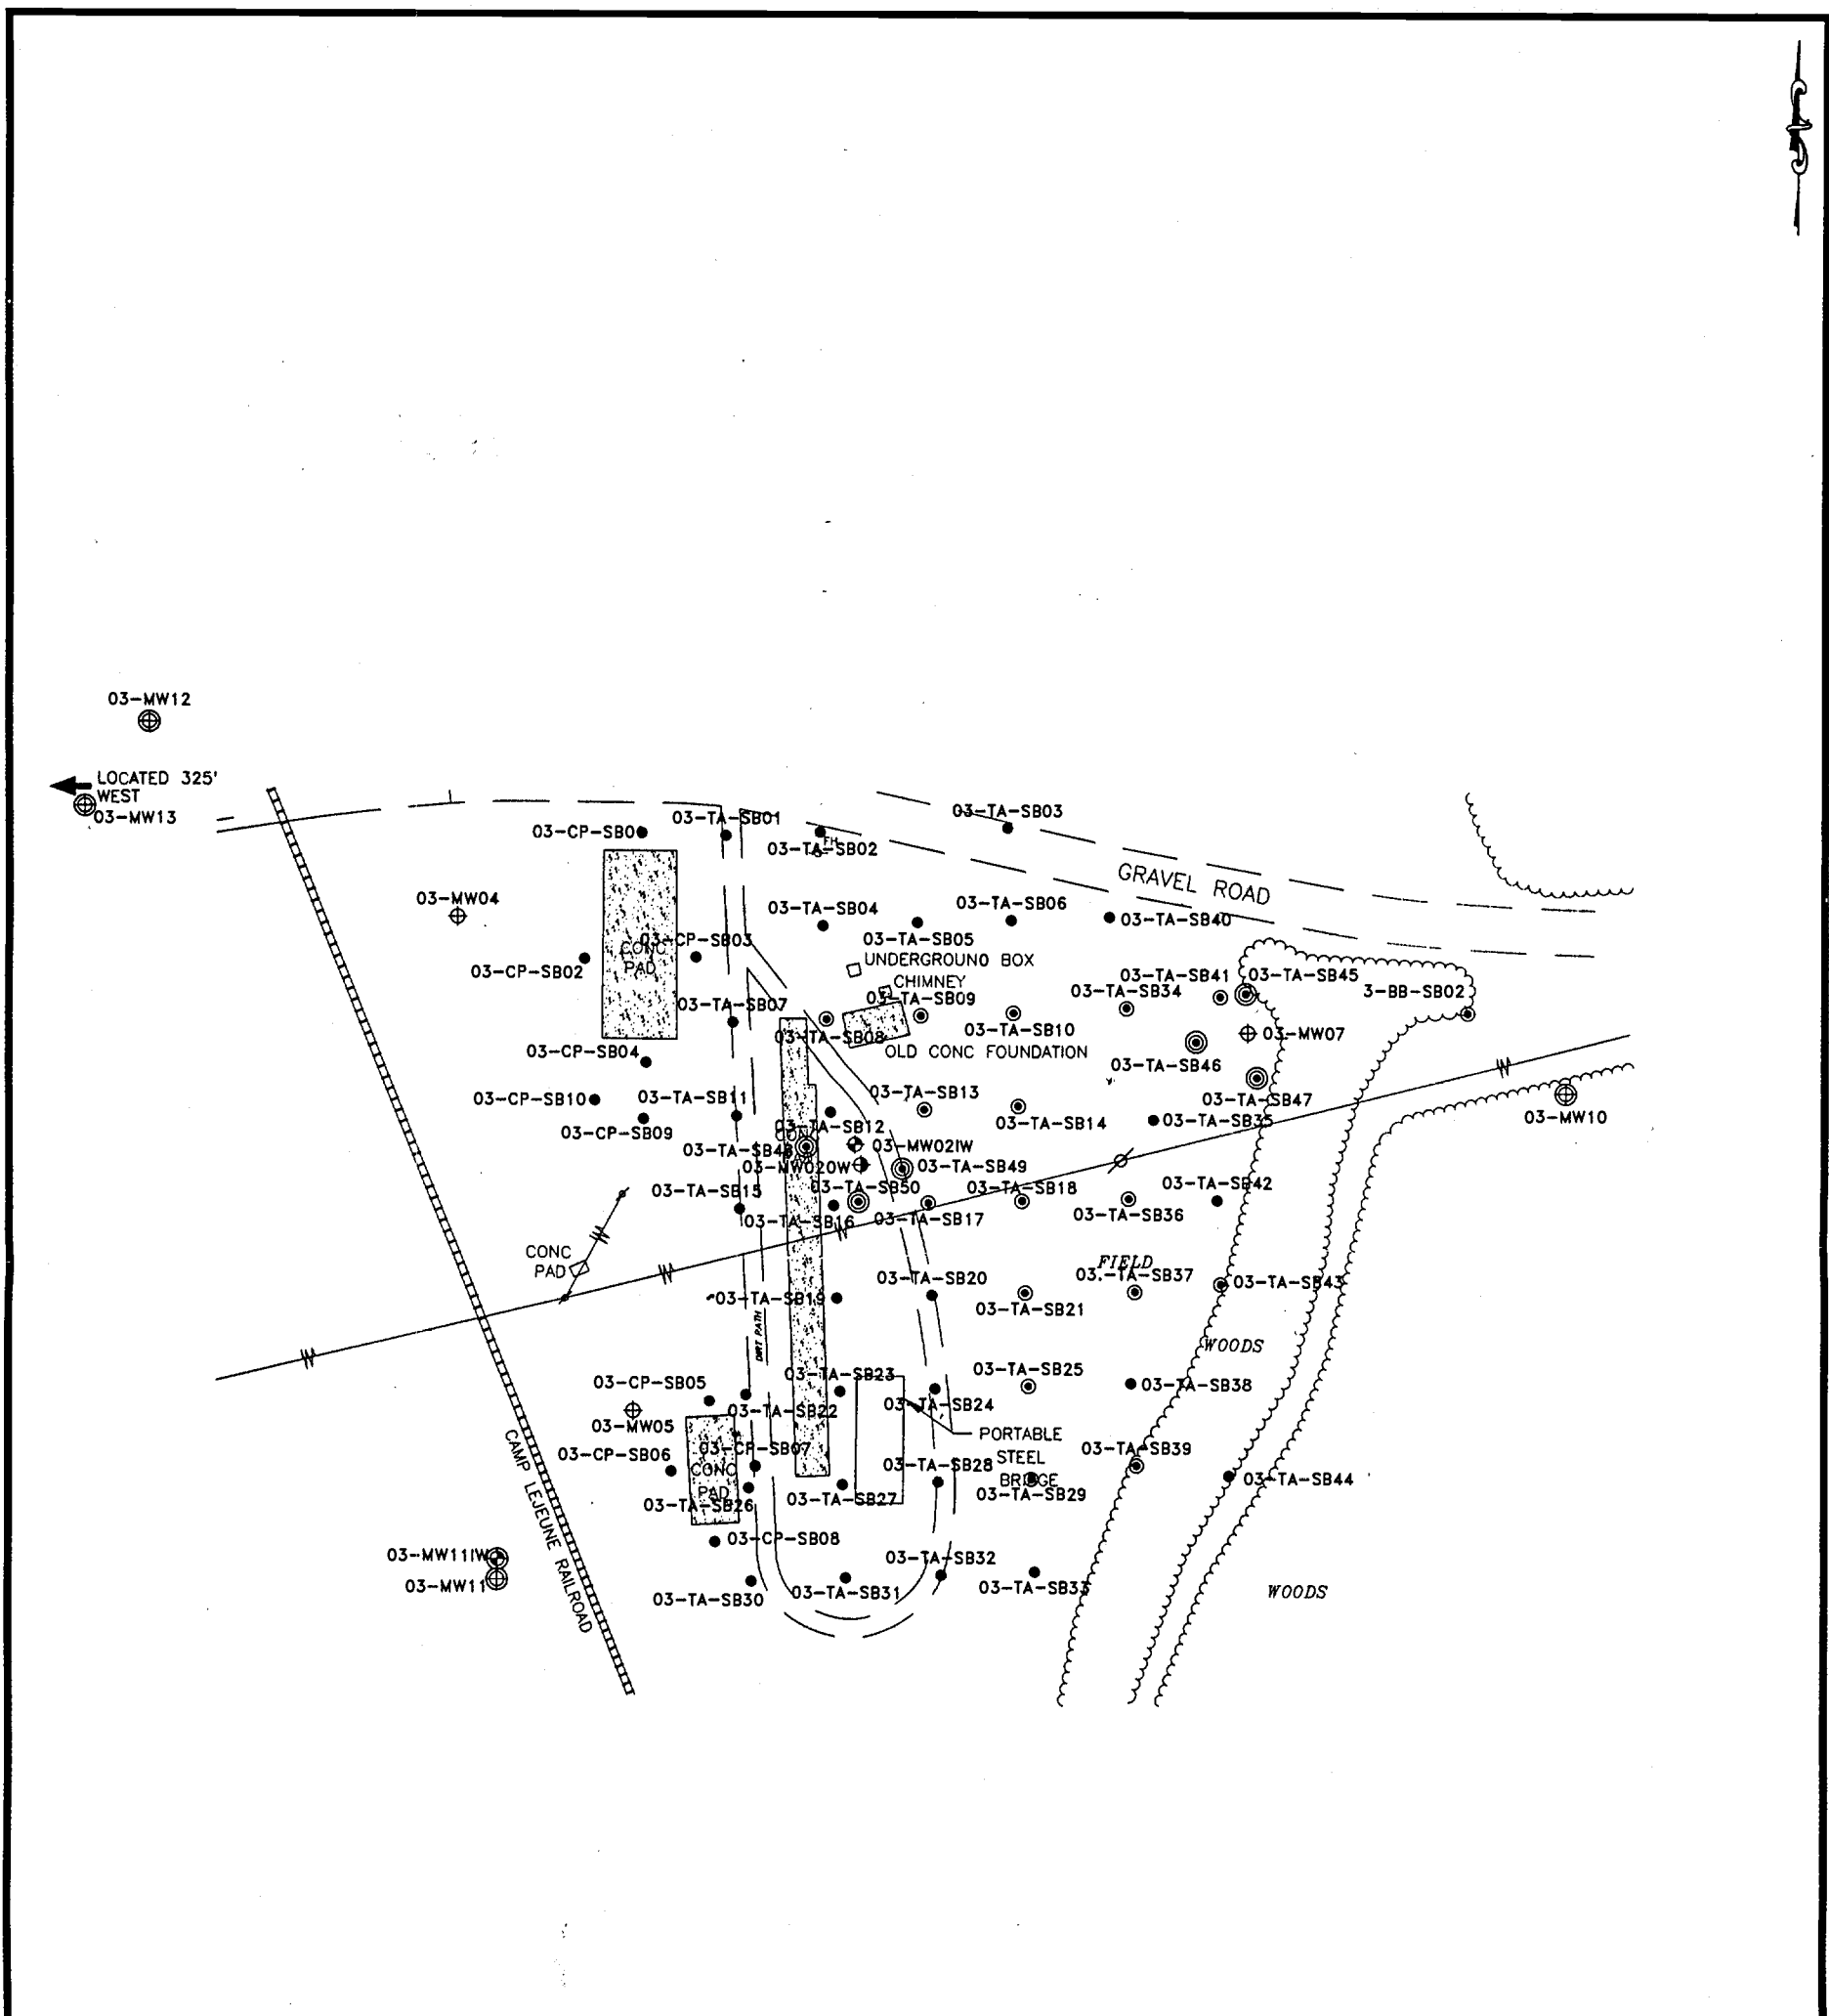 03-MW12
LOCATED 325'
WEST
03-MW13
03-CP-SB0
03-TA-SB01
03-TA-SB02
FH
03-TA-SB03
GRAVEL ROAD
03-MW04
03-TA-SB04
03-TA-SB05
03-TA-SB06
03-TA-SB40
03-CP-SB02
03-CP-SB03
CONC
PAD
UNDERGROUND BOX
CHIMNEY
03-TA-SB41
03-TA-SB45
3-BB-SB02
03-TA-SB07
03-TA-SB09
03-TA-SB34
03-TA-SB08
03-TA-SB10
03-MW07
03-CP-SB04
OLD CONC FOUNDATION
03-TA-SB46
03-CP-SB10
03-TA-SB11
03-TA-SB13
03-TA-SB47
03-MW10
03-CP-SB09
03-TA-SB12
03-TA-SB14
03-TA-SB35
CONC
03-TA-SB48
PAD
03-MW02IW
03-MW02OW
03-TA-SB49
03-TA-SB15
03-TA-SB50
03-TA-SB18
03-TA-SB42
03-TA-SB16
03-TA-SB17
03-TA-SB36
CONC
PAD
FIELD
03-TA-SB20
03-TA-SB37
03-TA-SB43
03-TA-SB19
03-TA-SB21
DIRT PATH
WOODS
03-CP-SB05
03-TA-SB23
03-TA-SB25
03-TA-SB38
03-MW05
03-TA-SB22
03-TA-SB24
PORTABLE
STEEL
BRIDGE
03-CP-SB06
03-CP-SB07
03-TA-SB39
CONC
PAD
03-TA-SB28
03-TA-SB44
03-TA-SB26
03-TA-SB27
03-TA-SB29
CAMP LEJEUNE RAILROAD
03-CP-SB08
03-MW11IW
03-MW11
03-TA-SB32
03-TA-SB30
03-TA-SB31
03-TA-SB33
WOODS